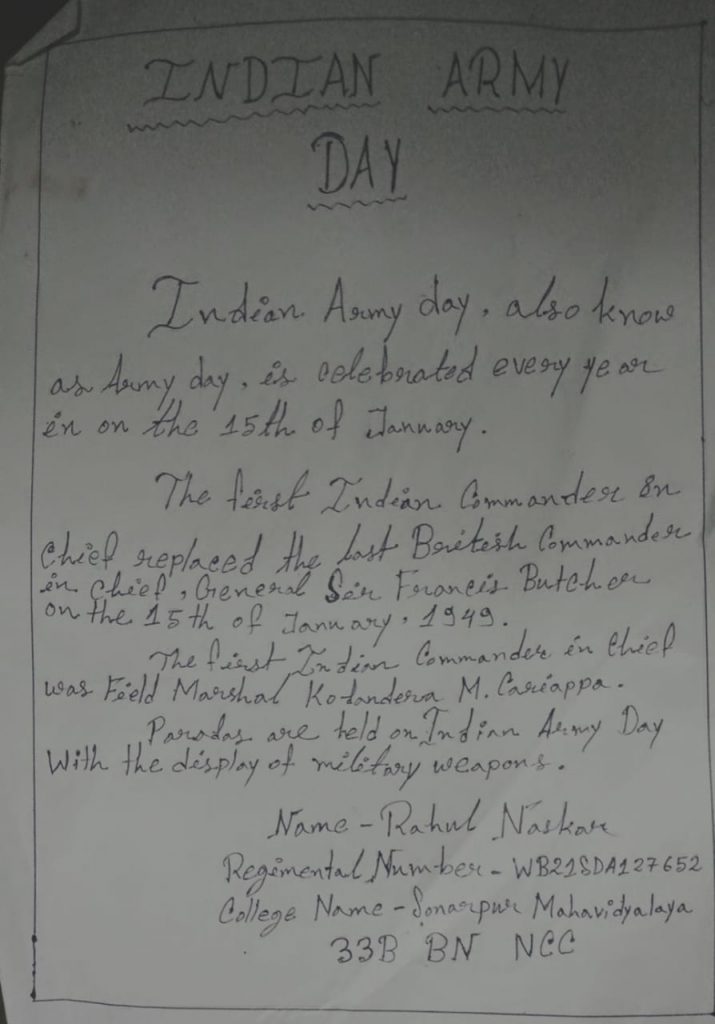 INDIAN ARMY
DAY
Indian Army day, also know
as Army day, is celebrated every year
in on the 15th of January.
The first Indian Commander in
Chief replaced the last British Commander
in Chief, General Sir Francis Butcher
on the 15th of January, 1949.
The first Indian Commander in Chief
was Field Marshal Kodandera M. Cariappa.
Parades are held on Indian Army Day
With the display of military weapons.
Name - Rahul Naskar
Regimental Number - WB21SDA127652
College Name - Sonarpur Mahavidyalaya
33B BN NCC